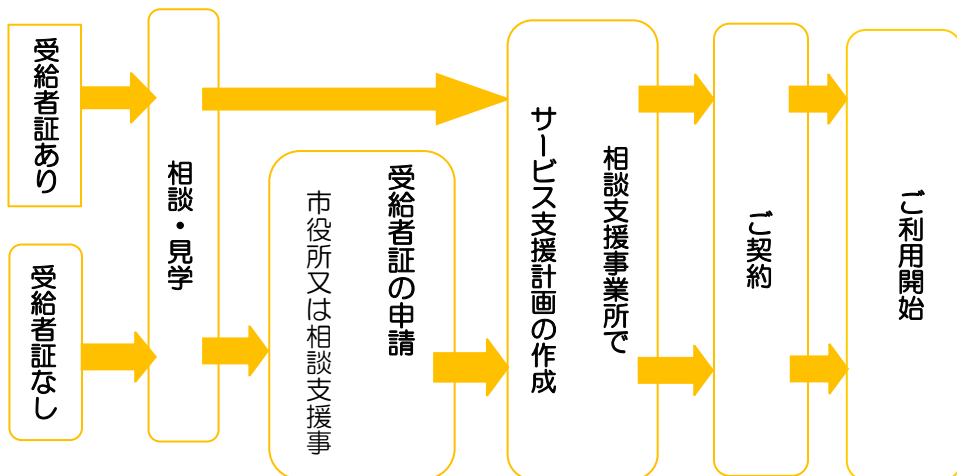 受給者証あり
受給者証なし
相談・見学
受給者証の申請
市役所又は相談支援事
相談支援事業所で
サービス支援計画の作成
ご契約
ご利用開始